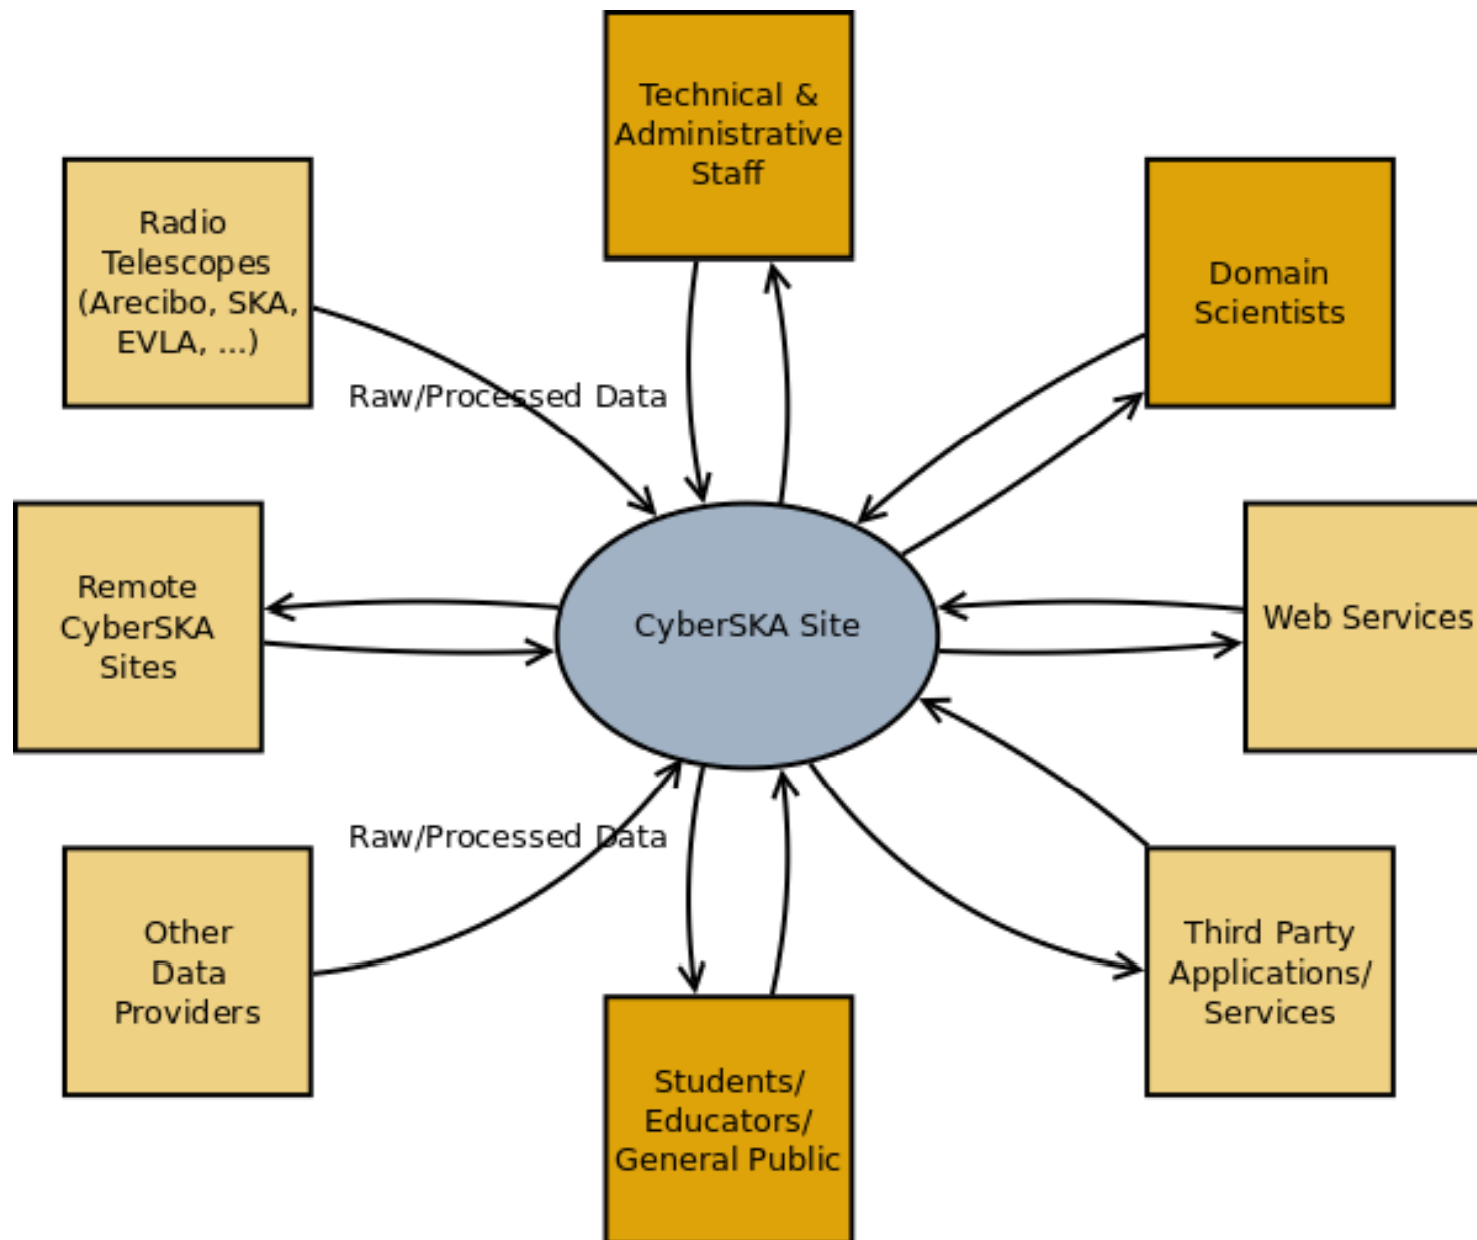 Technical &
Administrative
Staff
Radio
Telescopes
(Arecibo, SKA,
EVLA, ...)
Domain
Scientists
Raw/Processed Data
Remote
CyberSKA
Sites
CyberSKA Site
Web Services
Raw/Processed Data
Other
Data
Providers
Third Party
Applications/
Services
Students/
Educators/
General Public